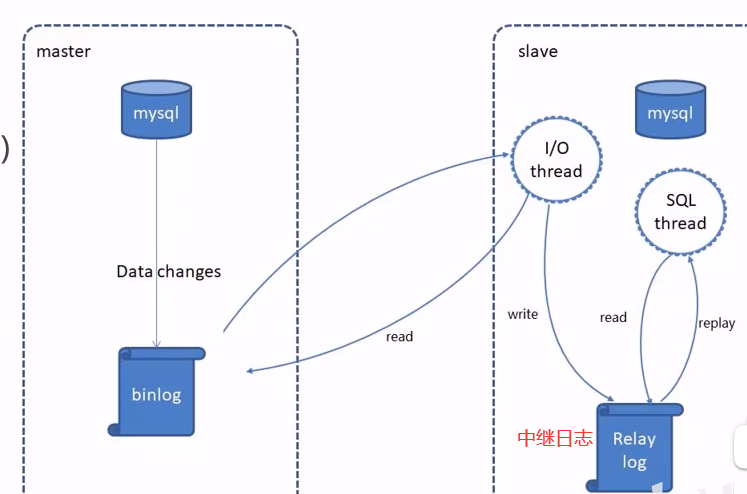 master
slave
mysql
mysql
)
I/O
thread
SQL
thread
Data changes
write
read
replay
read
binlog
中继日志
Relay
log